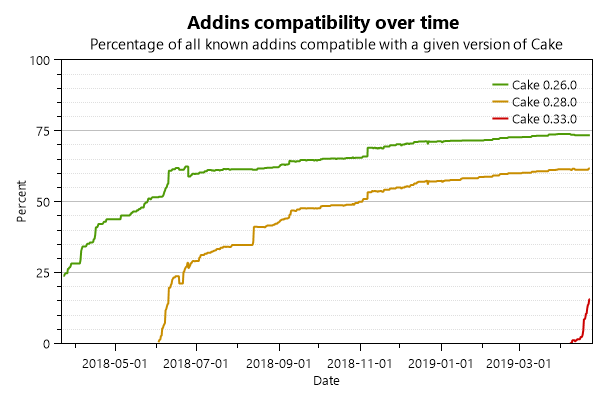 Addins compatibility over time
Percentage of all known addins compatible with a given version of Cake
100
75
50
25
0
Percent
Cake 0.26.0
Cake 0.28.0
Cake 0.33.0
2018-05-01
2018-07-01
2018-09-01
2018-11-01
2019-01-01
2019-03-01
Date